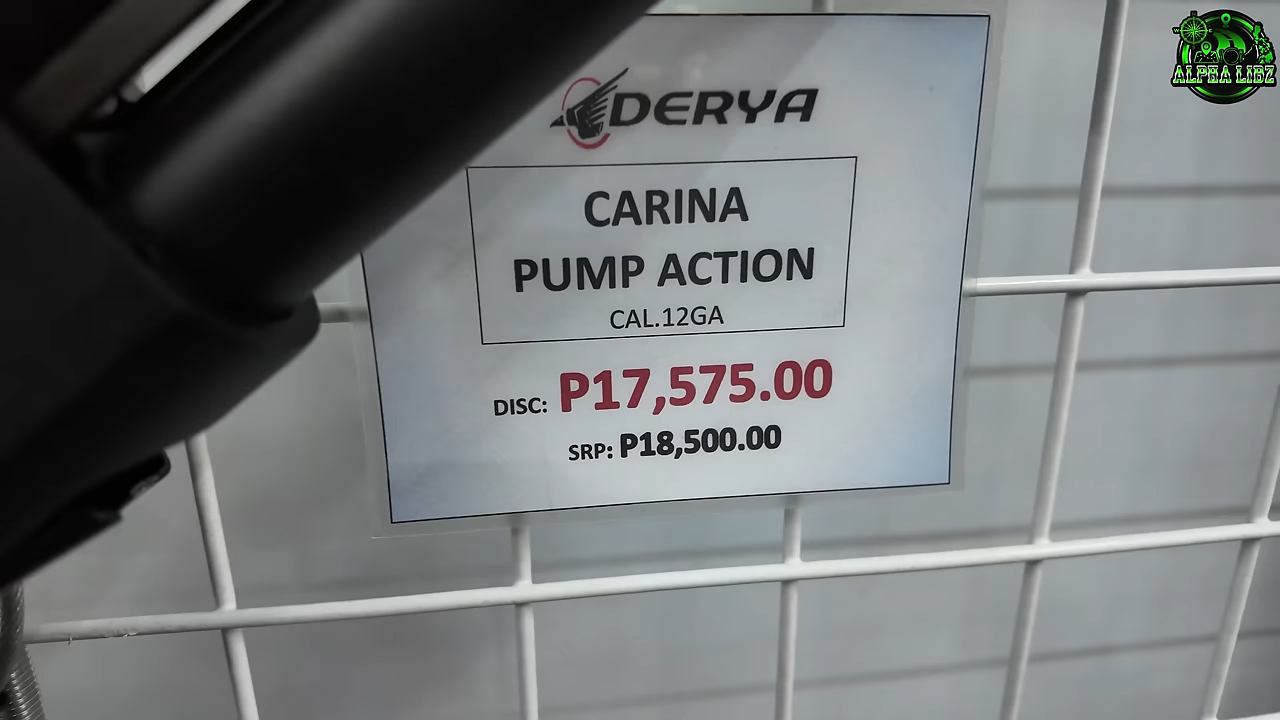 DERYA
CARINA
PUMP ACTION
CAL.12GA
DISC: P17,575.00
SRP: P18,500.00
ALPHA LIBZ